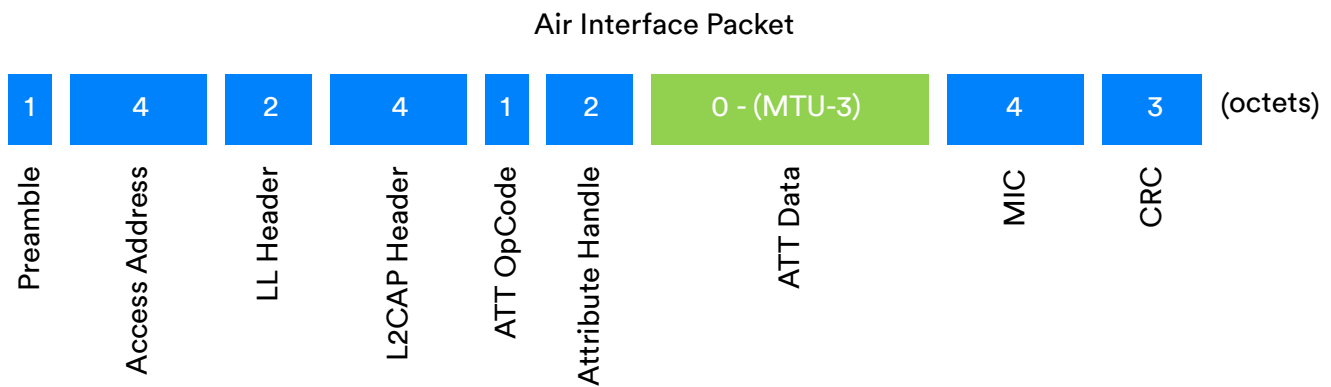 Air Interface Packet
1 4 2 4 1 2 0 - (MTU-3) 4 3 (octets)
Preamble
Access Address
LL Header
L2CAP Header
ATT OpCode
Attribute Handle
ATT Data
MIC
CRC